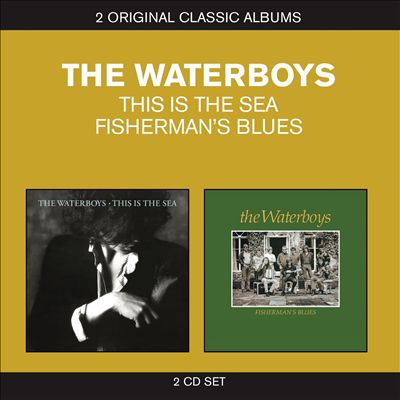 2 ORIGINAL CLASSIC ALBUMS
THE WATERBOYS
THIS IS THE SEA
FISHERMAN'S BLUES
THE WATERBOYS · THIS IS THE SEA
the Waterboys
FISHERMAN'S BLUES
2 CD SET